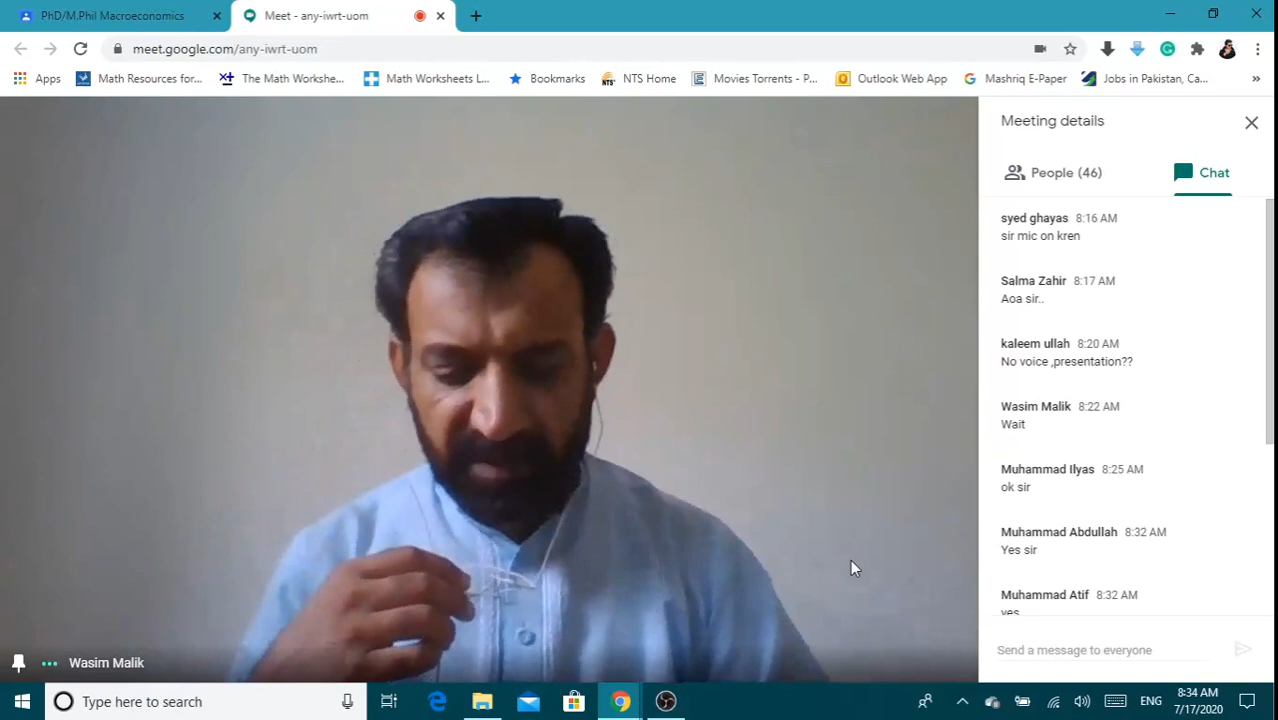 PhD/M.Phil Macroeconomics
Meet - any-iwrt-uom
meet.google.com/any-iwrt-uom
Apps
Math Resources for...
The Math Workshe...
Math Worksheets L...
Bookmarks
NTS Home
Movies Torrents - P...
Outlook Web App
Mashriq E-Paper
Jobs in Pakistan, Ca...
Meeting details
People (46)
Chat
syed ghayas 8:16 AM
sir mic on kren
Salma Zahir 8:17 AM
Aoa sir..
kaleem ullah 8:20 AM
No voice ,presentation??
Wasim Malik 8:22 AM
Wait
Muhammad Ilyas 8:25 AM
ok sir
Muhammad Abdullah 8:32 AM
Yes sir
Muhammad Atif 8:32 AM
yes
Send a message to everyone
Wasim Malik
Type here to search
ENG
8:34 AM
7/17/2020